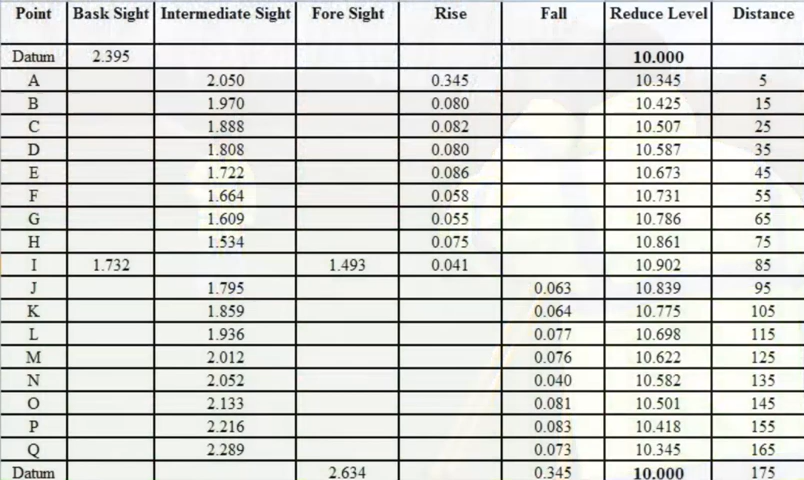 Point Bask Sight Intermediate Sight Fore Sight Rise Fall Reduce Level Distance
Datum 2.395 10.000
A 2.050 0.345 10.345 5
B 1.970 0.080 10.425 15
C 1.888 0.082 10.507 25
D 1.808 0.080 10.587 35
E 1.722 0.086 10.673 45
F 1.664 0.058 10.731 55
G 1.609 0.055 10.786 65
H 1.534 0.075 10.861 75
I 1.732 1.493 0.041 10.902 85
J 1.795 0.063 10.839 95
K 1.859 0.064 10.775 105
L 1.936 0.077 10.698 115
M 2.012 0.076 10.622 125
N 2.052 0.040 10.582 135
O 2.133 0.081 10.501 145
P 2.216 0.083 10.418 155
Q 2.289 0.073 10.345 165
Datum 2.634 0.345 10.000 175